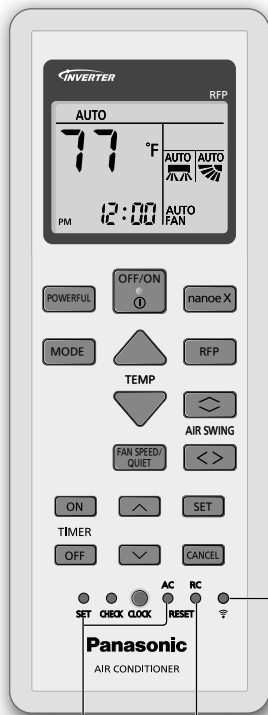 INVERTER
RFP
AUTO
77 °F AUTO AUTO
PM 12:00 AUTO FAN
OFF/ON
POWERFUL nanoe X
MODE RFP
TEMP
AIR SWING
FAN SPEED/
QUIET
ON SET
TIMER
OFF CANCEL
AC RC
SET CHECK CLOCK RESET
Panasonic
AIR CONDITIONER